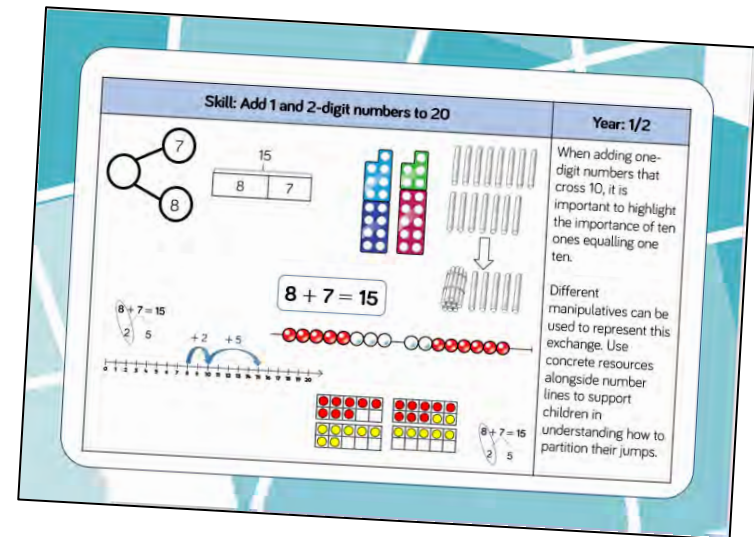 Skill: Add 1 and 2-digit numbers to 20
Year: 1/2
7
8
15
8 7
When adding one-
digit numbers that
cross 10, it is
important to highlight
the importance of ten
ones equalling one
ten.
Different
manipulatives can be
used to represent this
exchange. Use
concrete resources
alongside number
lines to support
children in
understanding how to
partition their jumps.
8 + 7 = 15
8 + 7 = 15
2 5
+2 +5
0 1 2 3 4 5 6 7 8 9 10 11 12 13 14 15 16 17 18 19 20
8 + 7 = 15
2 5